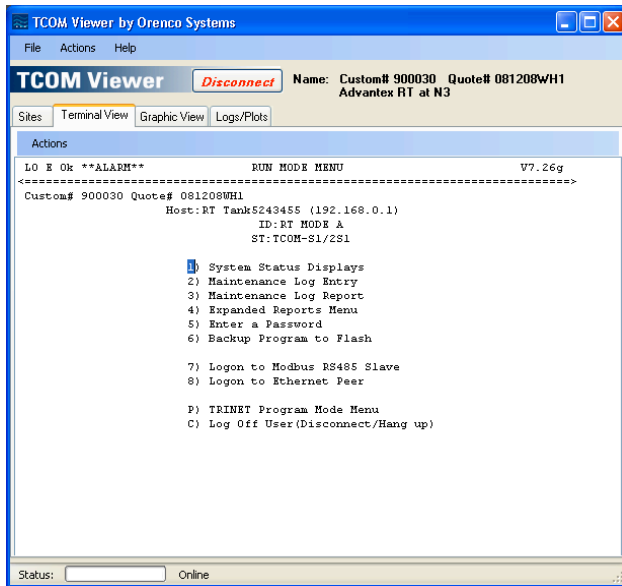 TCOM Viewer by Orenco Systems
File Actions Help
TCOM Viewer Disconnect Name: Custom# 900030 Quote# 081208WH1
Advantex RT at N3
Sites Terminal View Graphic View Logs/Plots
Actions
LO E Ok **ALARM** RUN MODE MENU V7.26g
<============================================================================>
Custom# 900030 Quote# 081208WH1
Host:RT Tank5243455 (192.168.0.1)
ID:RT MODE A
ST:TCOM-S1/2S1
1) System Status Displays
2) Maintenance Log Entry
3) Maintenance Log Report
4) Expanded Reports Menu
5) Enter a Password
6) Backup Program to Flash
7) Logon to Modbus RS485 Slave
8) Logon to Ethernet Peer
P) TRINET Program Mode Menu
C) Log Off User(Disconnect/Hang up)
Status: Online